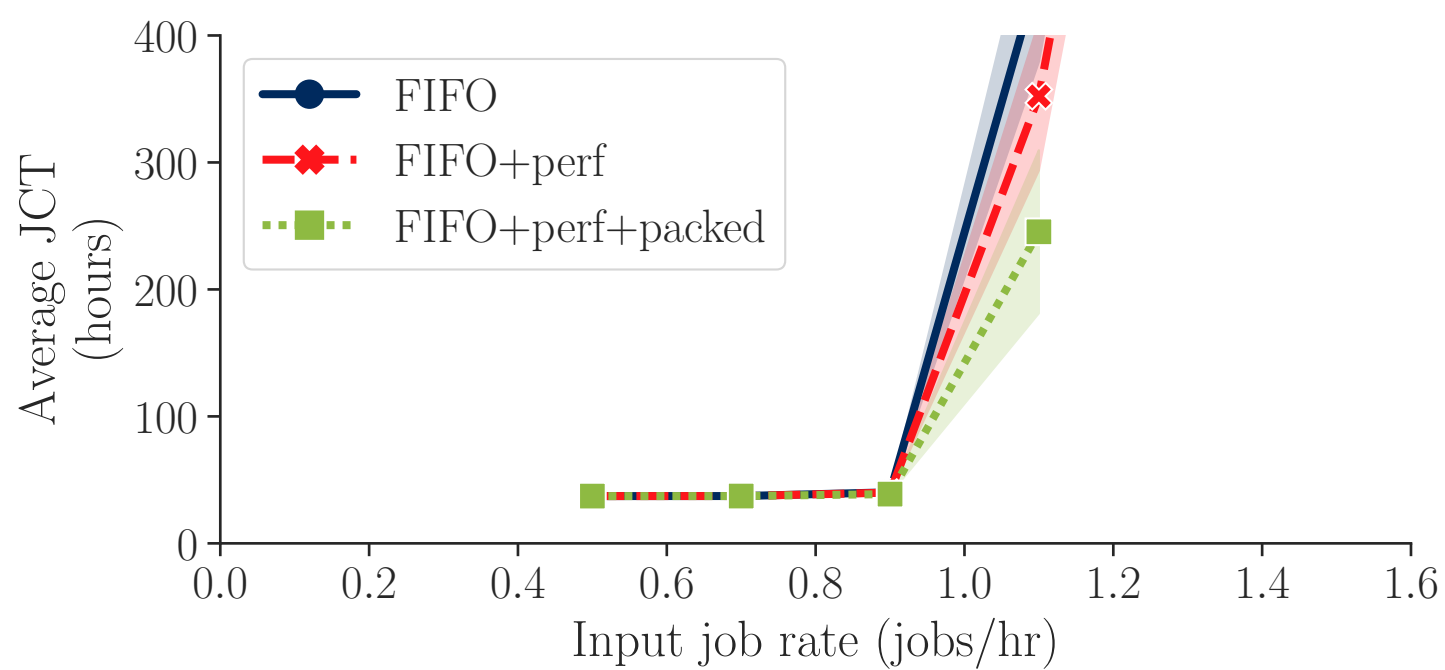 400
300
200
100
0
Average JCT
(hours)
FIFO
FIFO+perf
FIFO+perf+packed
0.0 0.2 0.4 0.6 0.8 1.0 1.2 1.4 1.6
Input job rate (jobs/hr)